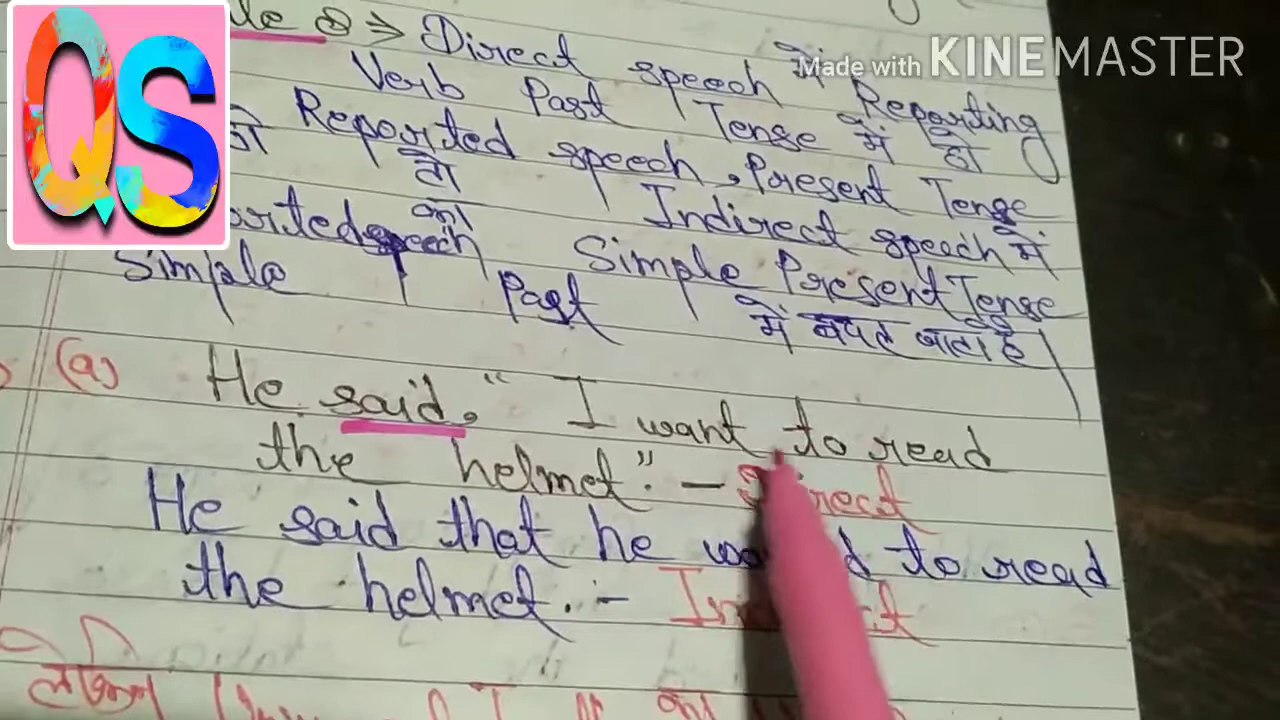 QS
Made with KINEMASTER
⇒ Direct speech में Reporting
Verb Past Tense में हो
Reported speech, Present Tense
हो तो Indirect speech में
का Simple Present Tense
Simple Past में बदल जाता है।
(a) He said, " I want to read
the helmet". - Direct
He said that he to read
the helmet. -
लेकिन